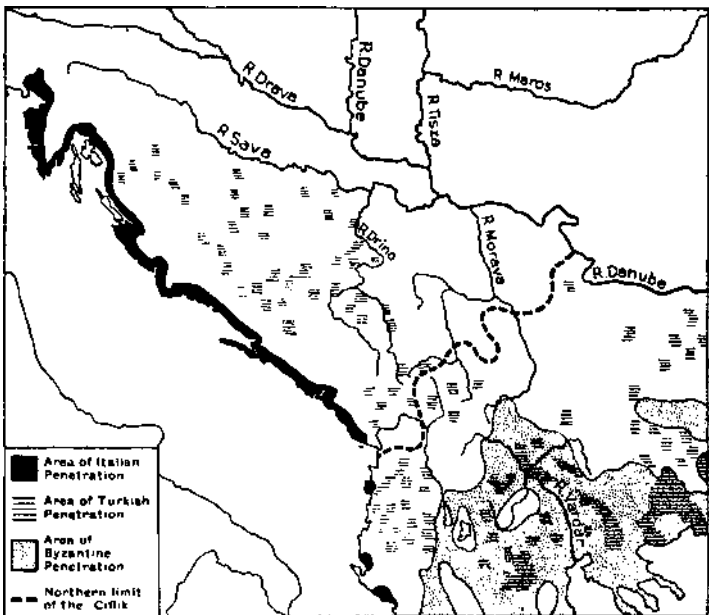 R. Drava
R. Danube
R. Tisza
R. Maros
R. Sava
R. Drina
R. Morava
R. Danube
R. Vardar
Area of Italian
Penetration
Area of Turkish
Penetration
Area of
Byzantine
Penetration
Northern limit
of the Ciflik